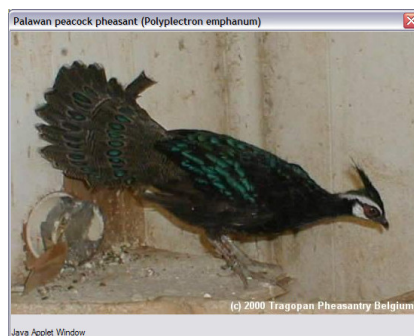 Palawan peacock pheasant (Polyplectron emphanum)
(c) 2000 Tragopan Pheasantry Belgium
Java Applet Window